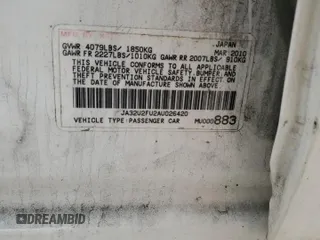 JAPAN
GVWR 4079LBS/ 1850KG MAR 2010
GAWR FR 2227LBS/1010KG GAWR RR 2007LBS/ 910KG
THIS VEHICLE CONFORMS TO ALL APPLICABLE
FEDERAL MOTOR VEHICLE SAFETY, BUMPER, AND
THEFT PREVENTION STANDARDS IN EFFECT
ON THE DATE OF MANUFACTURE SHOWN ABOVE.
JA32U2FU2AU026420
VEHICLE TYPE:PASSENGER CAR MU000883
AUTOBIDMASTER